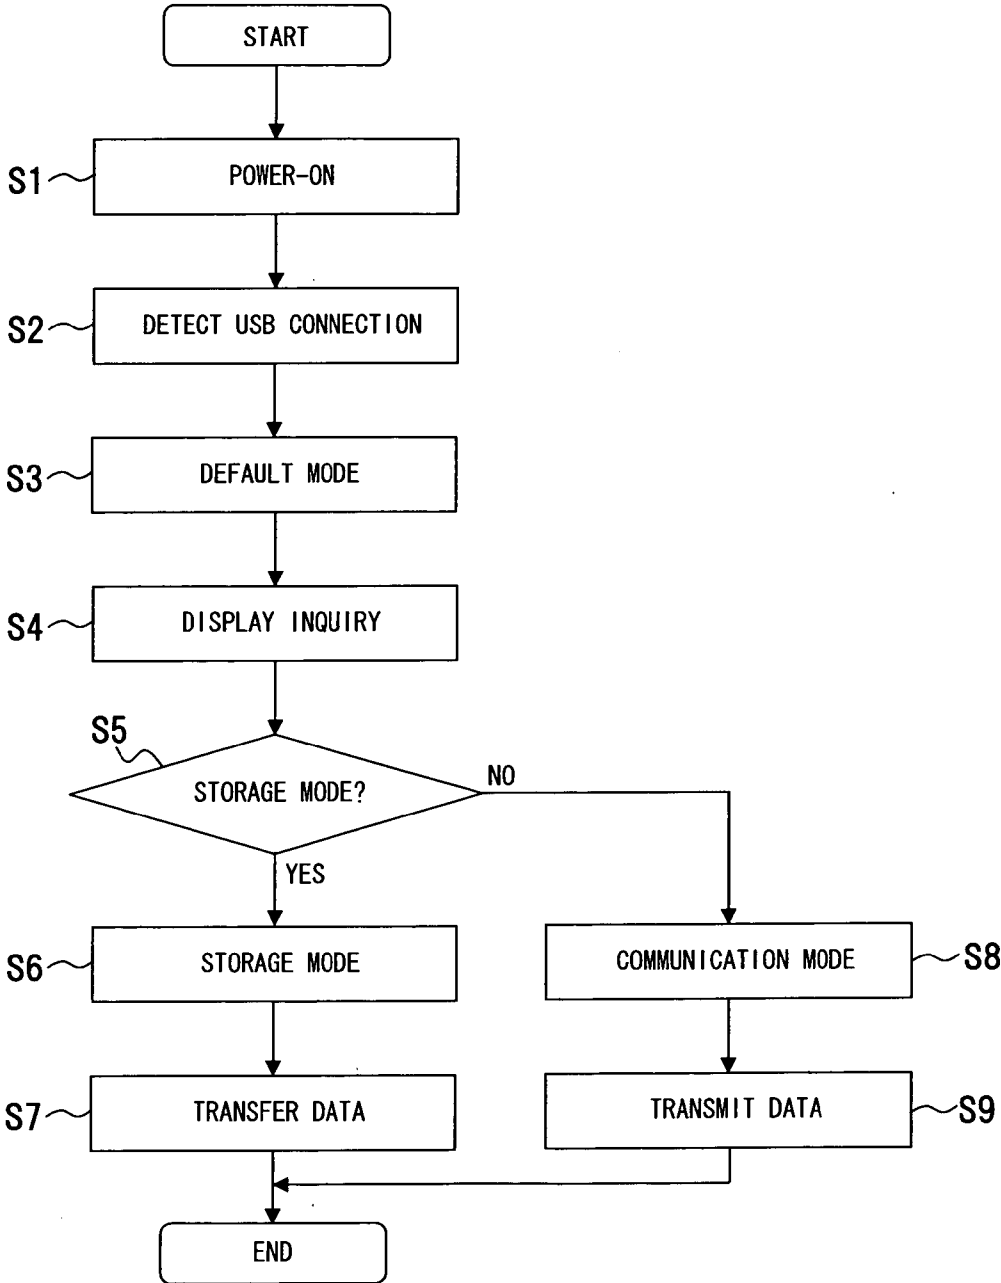 START
S1
POWER-ON
S2
DETECT USB CONNECTION
S3
DEFAULT MODE
S4
DISPLAY INQUIRY
S5
STORAGE MODE?
NO
YES
S6
STORAGE MODE
COMMUNICATION MODE
S8
S7
TRANSFER DATA
TRANSMIT DATA
S9
END